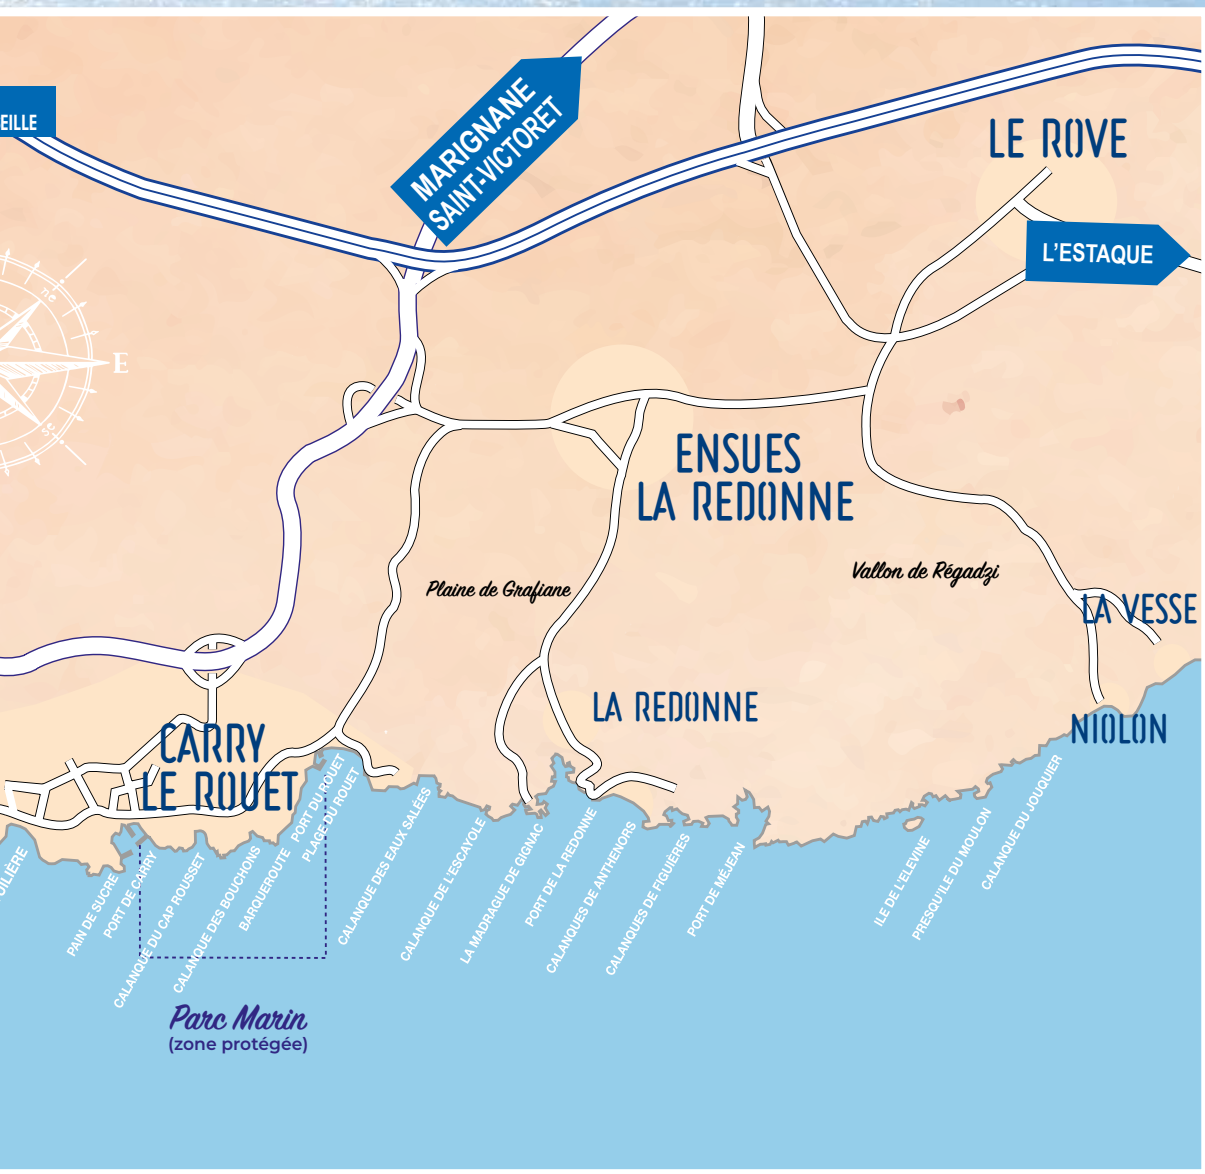 EILLE
MARIGNANE
SAINT-VICTORET
LE ROVE
L'ESTAQUE
ne
E
se
ENSUES
LA REDONNE
Plaine de Grafiane
Vallon de Régadzi
LA VESSE
LA REDONNE
NIOLON
CARRY
LE ROUET
UILIÈRE
PAIN DE SUCRE
PORT DE CARRY
CALANQUE DU CAP ROUSSET
CALANQUE DES BOUCHONS
BARQUEROUTE
PORT DU ROUET
PLAGE DU ROUET
CALANQUE DES EAUX SALÉES
CALANQUE DE L'ESCAYOLE
LA MADRAGUE DE GIGNAC
PORT DE LA REDONNE
CALANQUES DE ANTHENORS
CALANQUES DE FIGUIÈRES
PORT DE MÉJEAN
ILE DE L'ELEVINE
PRESQU'ILE DU MOULON
CALANQUE DU JOUQUIER
Parc Marin
(zone protégée)